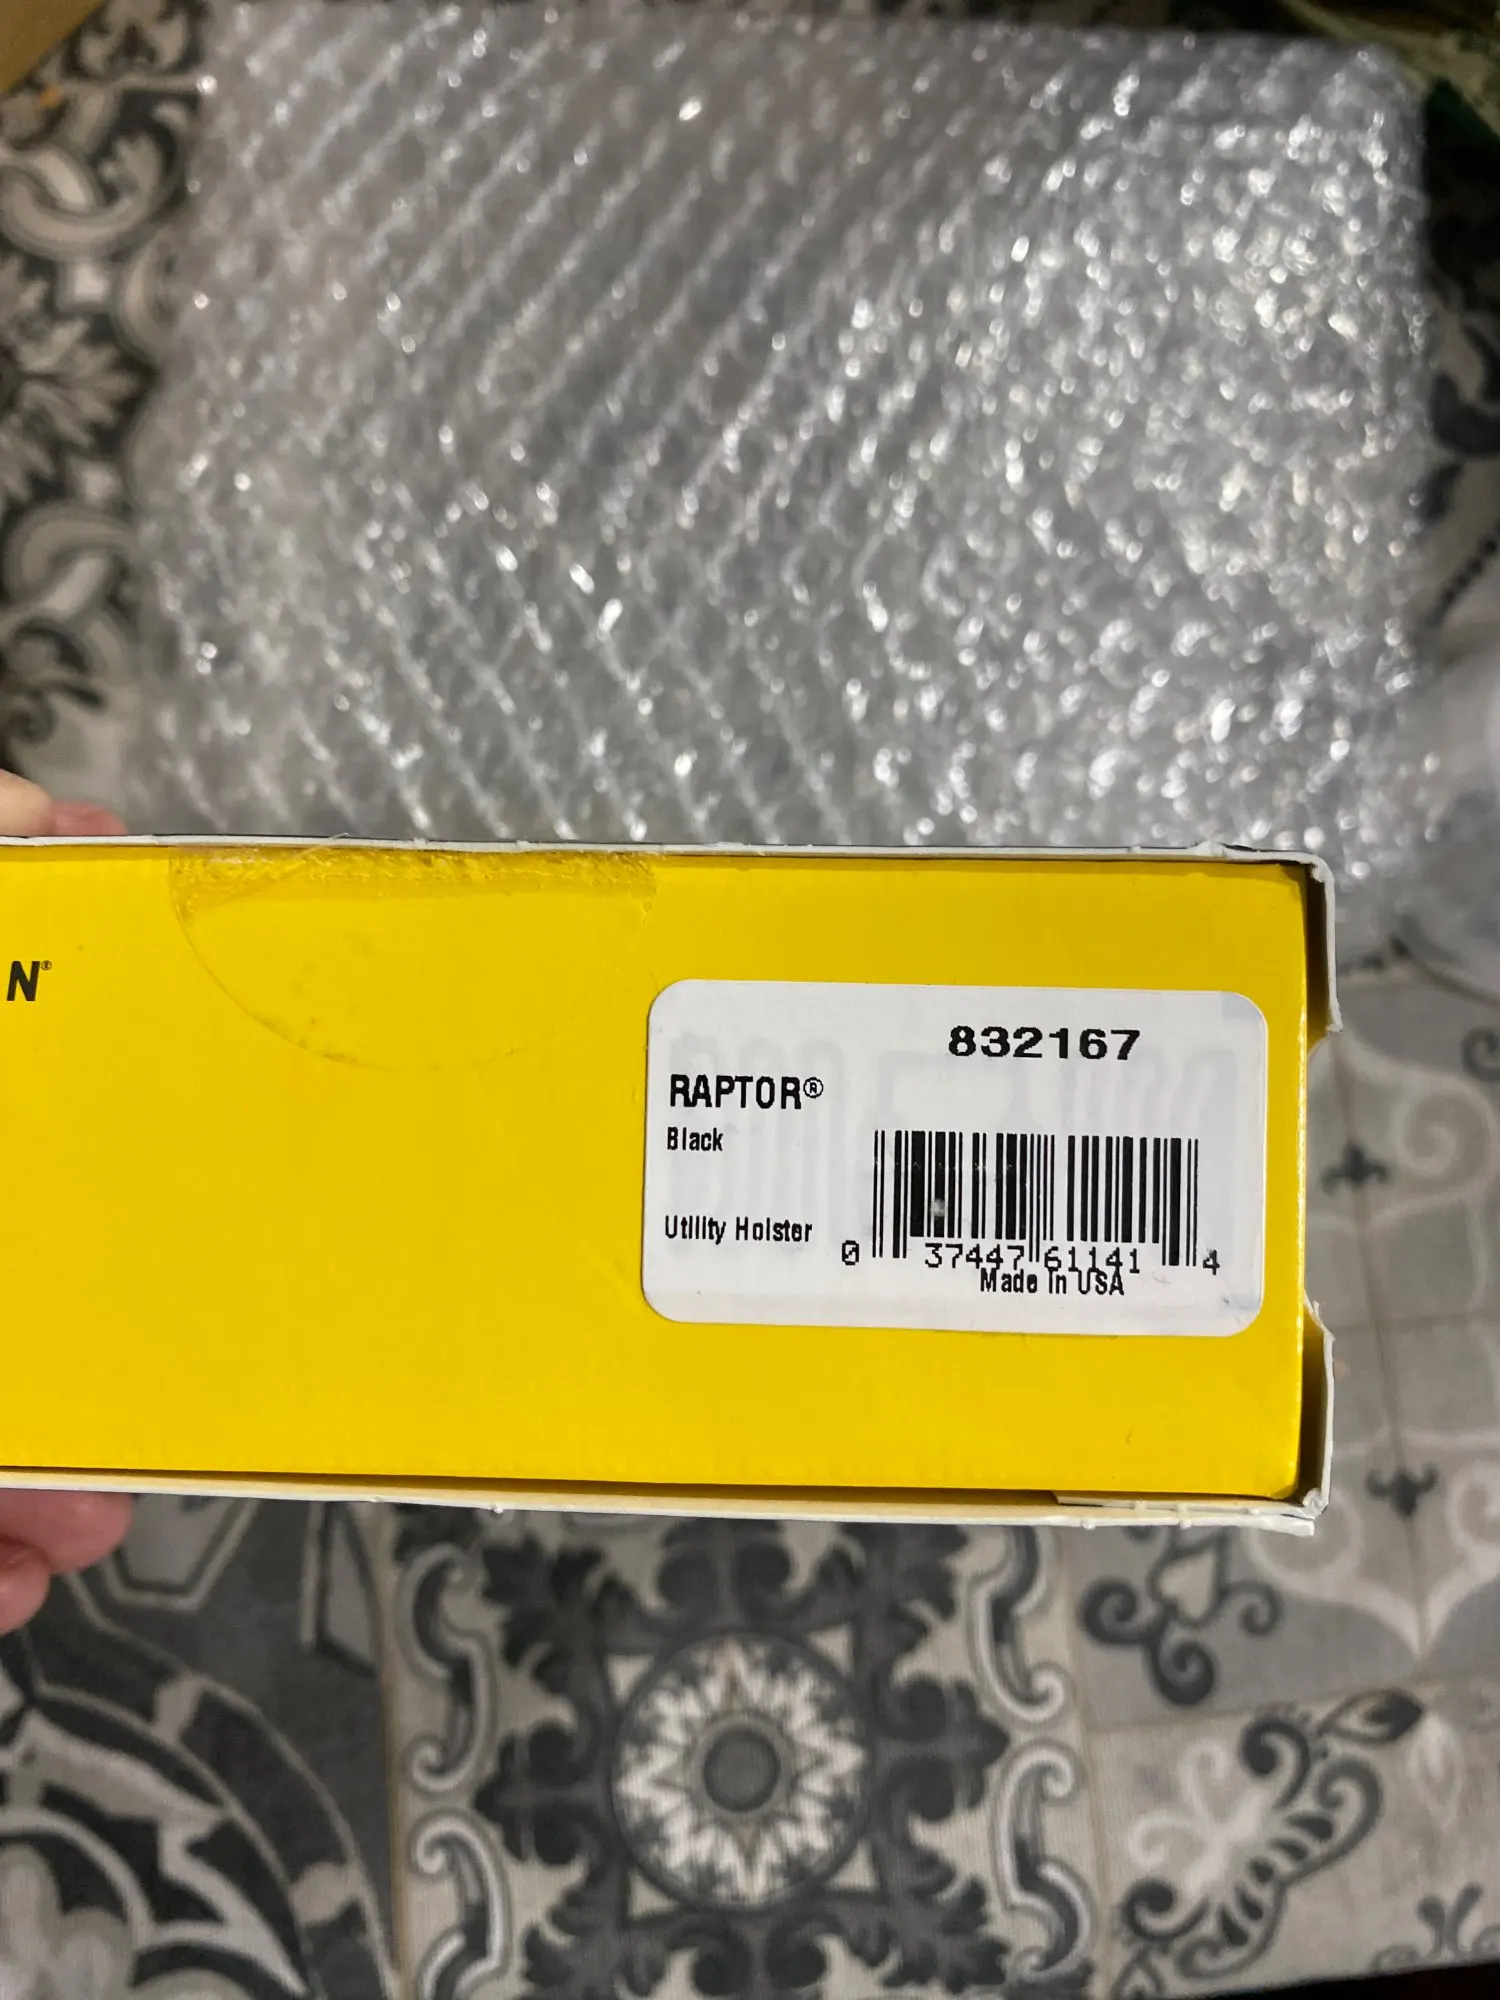 N®
832167
RAPTOR®
Black
Utility Holster
0 37447 61141 4
Made in USA